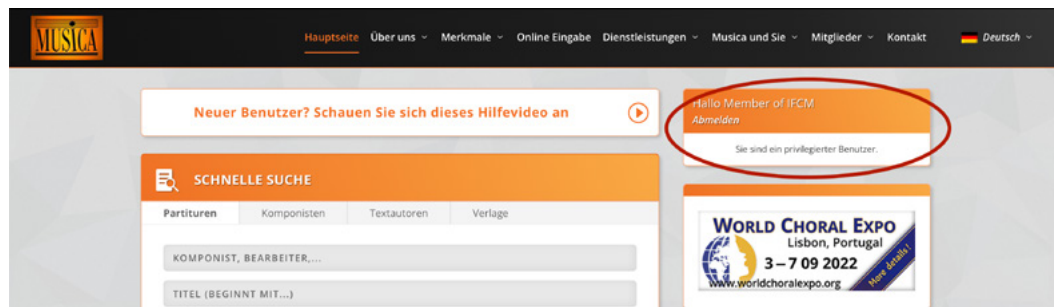 MUSICA
Hauptseite Über uns Merkmale Online Eingabe Dienstleistungen Musica und Sie Mitglieder Kontakt Deutsch
Neuer Benutzer? Schauen Sie sich dieses Hilfevideo an
Hallo Member of IFCM
Abmelden
Sie sind ein privilegierter Benutzer.
SCHNELLE SUCHE
Partituren Komponisten Textautoren Verlage
KOMPONIST, BEARBEITER,...
TITEL (BEGINNT MIT...)
WORLD CHORAL EXPO
Lisbon, Portugal
3 – 7 09 2022
www.worldchoralexpo.org
More details!